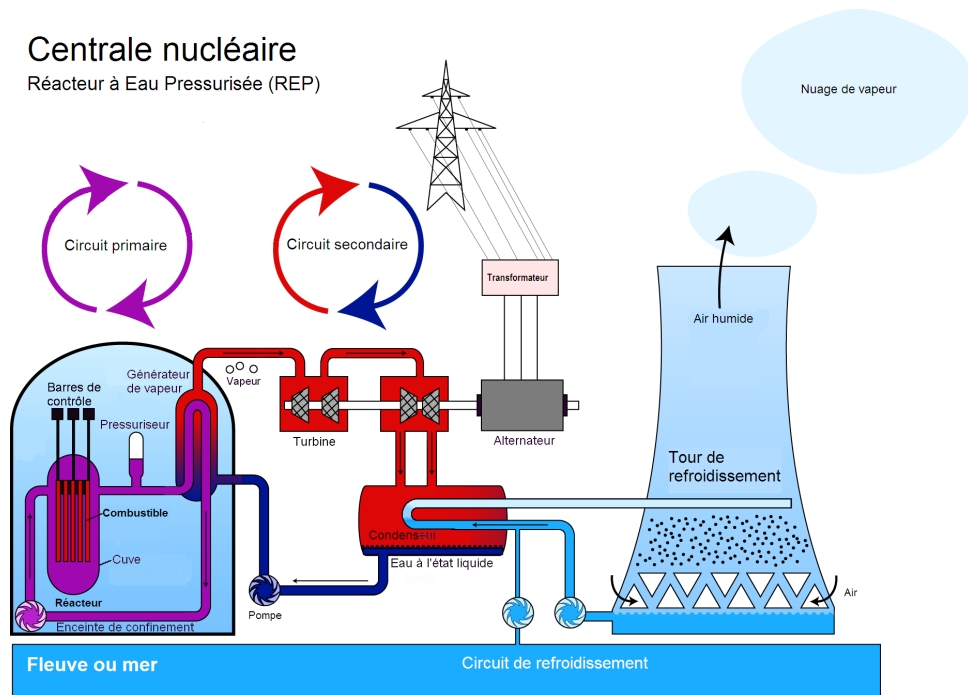 Centrale nucléaire
Réacteur à Eau Pressurisée (REP)
Nuage de vapeur
Circuit primaire
Circuit secondaire
Transformateur
Air humide
Générateur
de vapeur
Vapeur
Barres de
contrôle
Pressuriseur
Turbine
Alternateur
Tour de
refroidissement
Combustible
Condenseur
Cuve
Eau à l'état liquide
Réacteur
Air
Pompe
Enceinte de confinement
Fleuve ou mer
Circuit de refroidissement